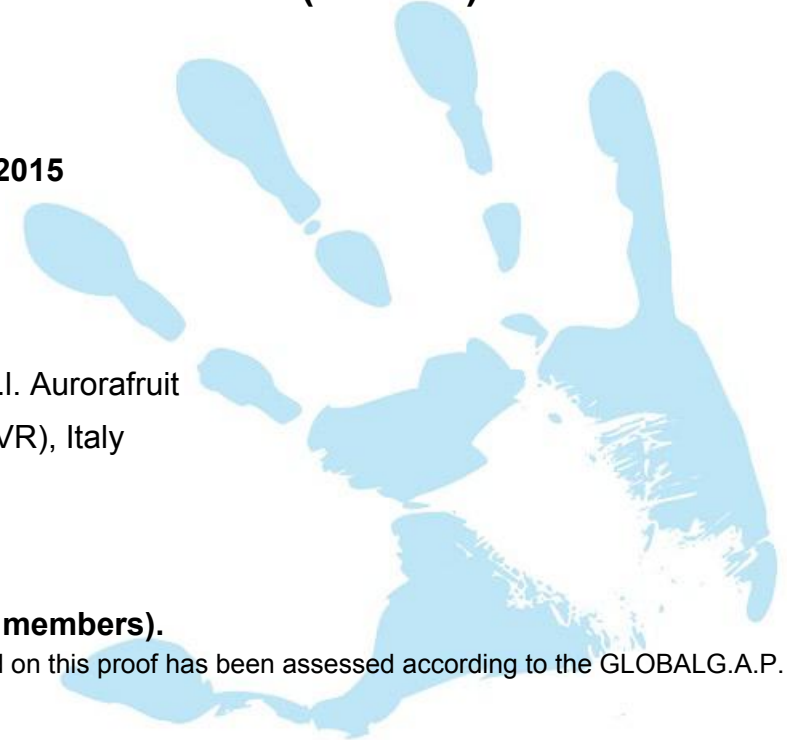 2015
.l. Aurorafruit
VR), Italy
members).
on this proof has been assessed according to the GLOBALG.A.P.